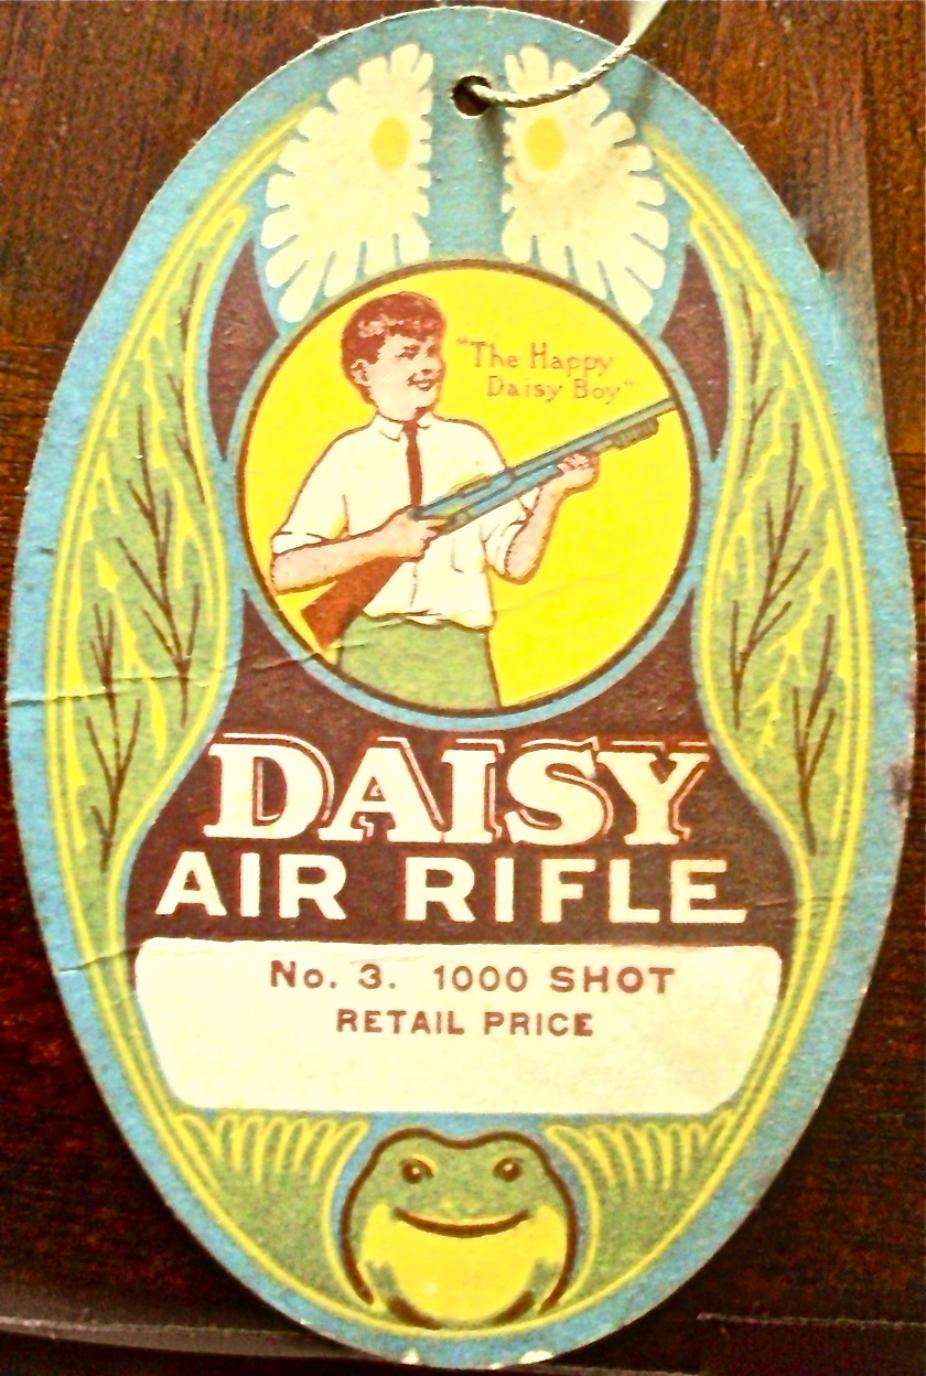 "The Happy
Daisy Boy"
DAISY
AIR RIFLE
No. 3. 1000 SHOT
RETAIL PRICE